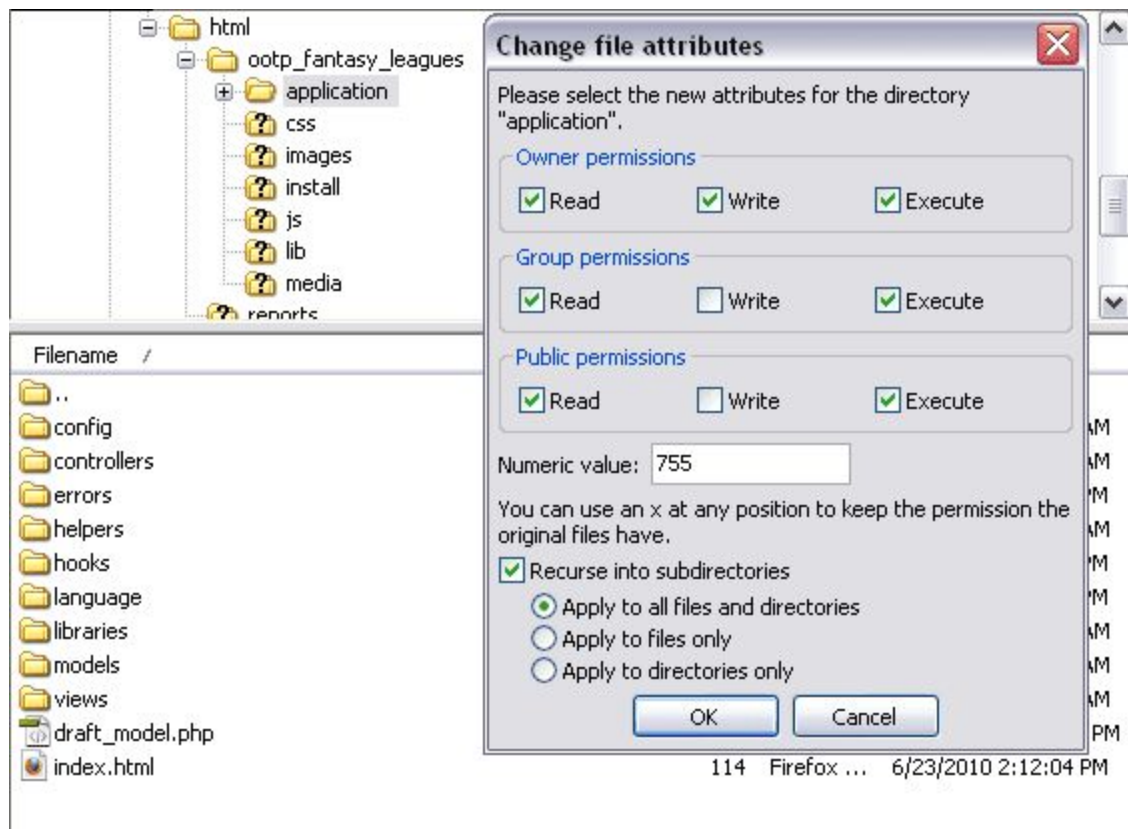 html
ootp_fantasy_leagues
application
css
images
install
js
lib
media
reports
Change file attributes
Please select the new attributes for the directory
"application".
Owner permissions
Read Write Execute
Group permissions
Read Write Execute
Public permissions
Read Write Execute
Numeric value: 755
You can use an x at any position to keep the permission the
original files have.
Recurse into subdirectories
Apply to all files and directories
Apply to files only
Apply to directories only
OK Cancel
Filename /
..
config
controllers
errors
helpers
hooks
language
libraries
models
views
draft_model.php PM
index.html 114 Firefox ... 6/23/2010 2:12:04 PM